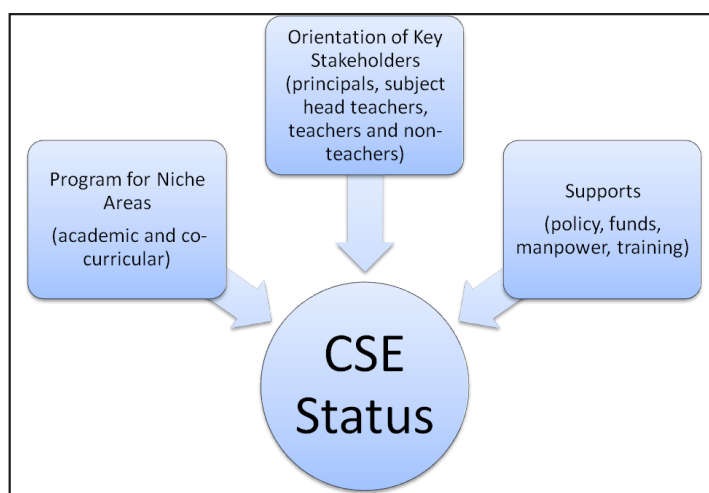 Orientation of Key
Stakeholders
(principals, subject
head teachers,
teachers and non-
teachers)
Program for Niche
Areas
(academic and co-
curricular)
Supports
(policy, funds,
manpower, training)
CSE
Status